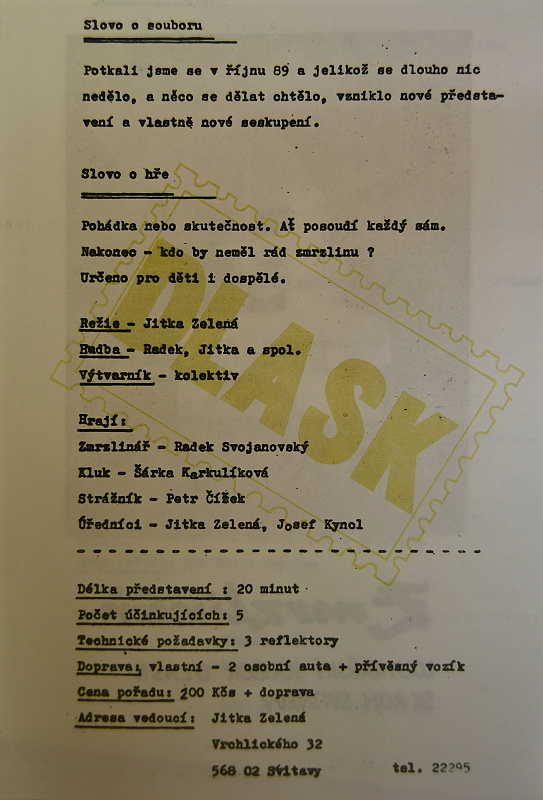 Slovo o souboru
Potkali jsme se v říjnu 89 a jelikož se dlouho nic
nedělo, a něco se dělat chtělo, vzniklo nové předsta-
vení a vlastně nové seskupení.
Slovo o hře
Pohádka nebo skutečnost. Ať posoudí každý sám.
Nakonec - kdo by neměl rád zmrzlinu ?
Určeno pro děti i dospělé.
Režie - Jitka Zelená
Hudba - Radek, Jitka a spol.
Výtvarník - kolektiv
DLASK
Hrají:
Zmrzlinář - Radek Svojanovský
Kluk - Šárka Karkulíková
Strážník - Petr Čížek
Úředníci - Jitka Zelená, Josef Kynol
Délka představení : 20 minut
Počet účinkujících: 5
Technické požadavky: 3 reflektory
Doprava: vlastní - 2 osobní auta + přívěsný vozík
Cena pořadu: 200 Kčs + doprava
Adresa vedoucí: Jitka Zelená
Vrchlického 32
568 02 Svitavy tel. 22295